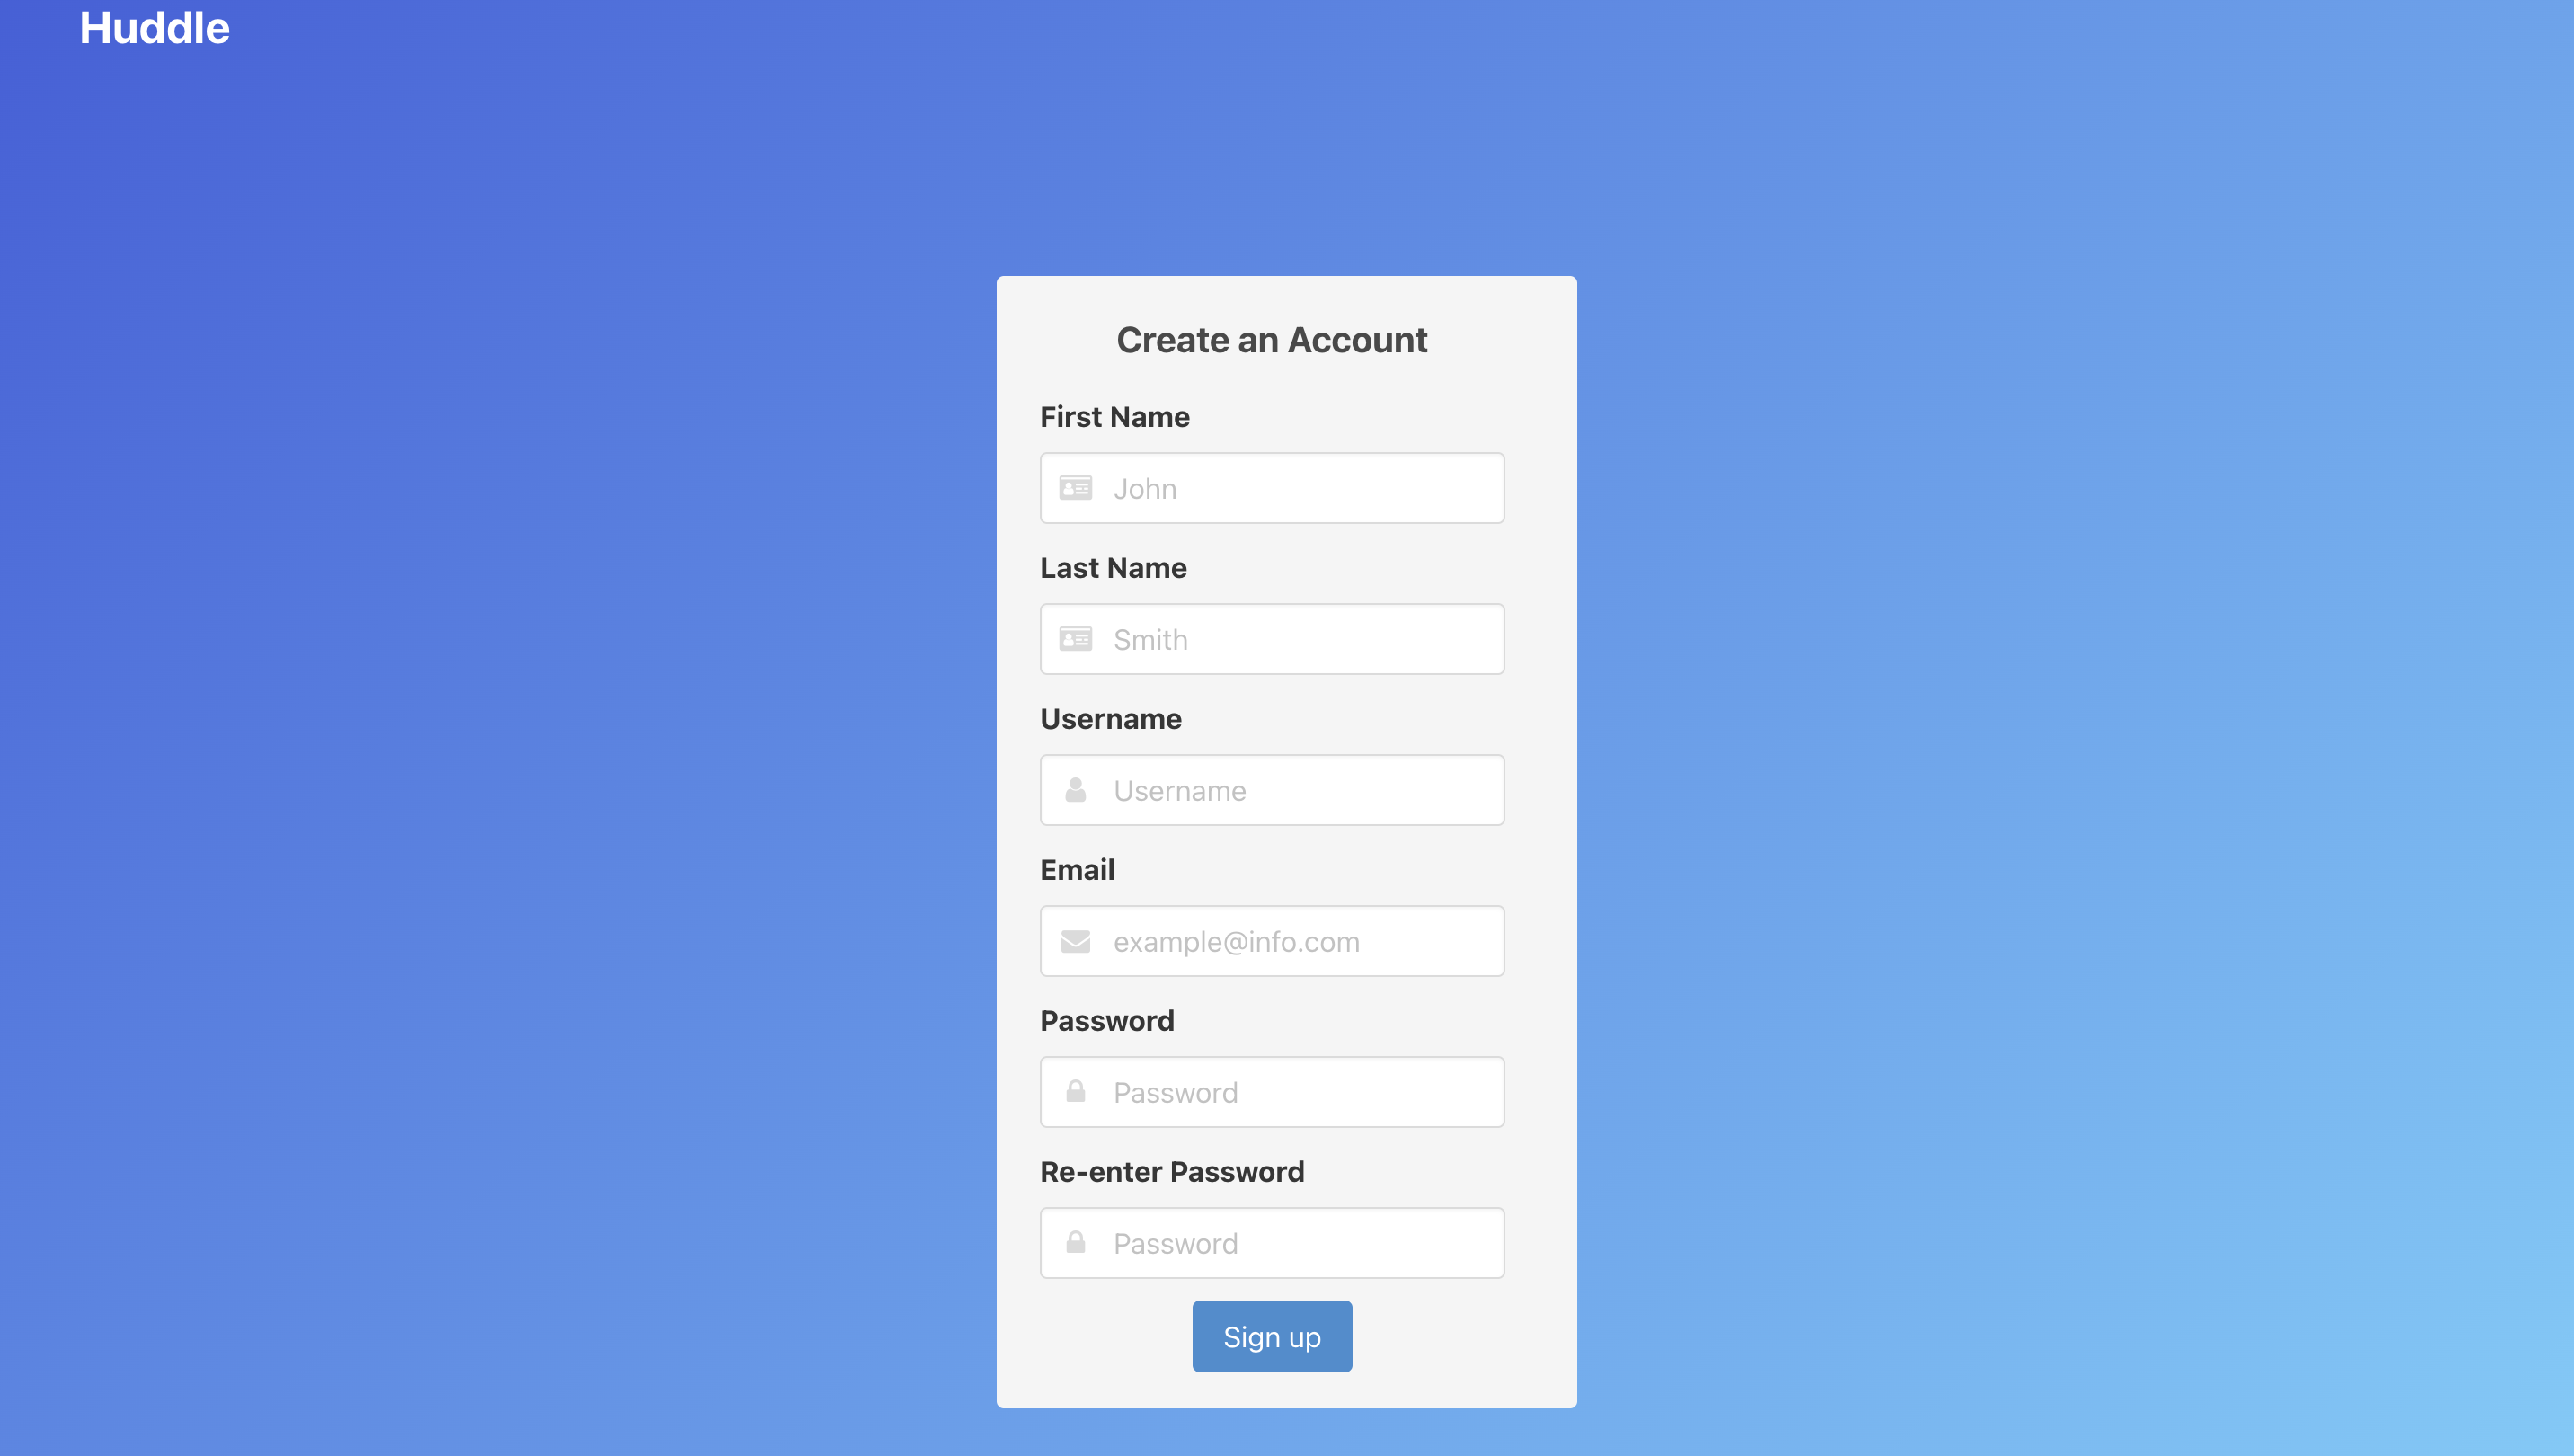 Huddle
Create an Account
First Name
John
Last Name
Smith
Username
Username
Email
example@info.com
Password
Password
Re-enter Password
Password
Sign up